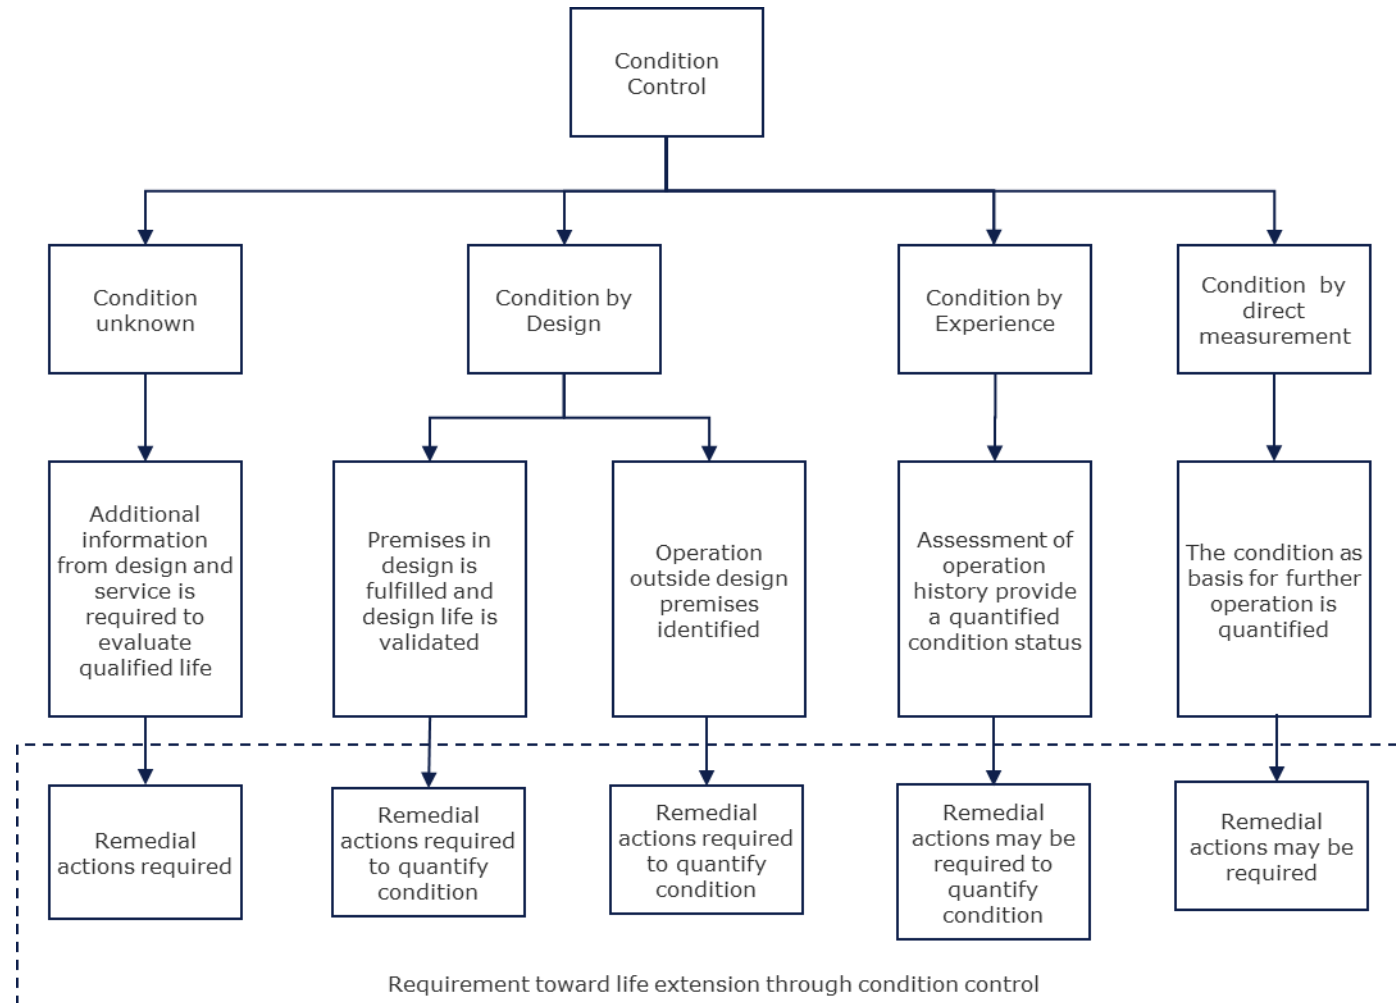 Condition
Control
Condition
unknown
Condition by
Design
Condition by
Experience
Condition by
direct
measurement
Additional
information
from design and
service is
required to
evaluate
qualified life
Premises in
design is
fulfilled and
design life is
validated
Operation
outside design
premises
identified
Assessment of
operation
history provide
a quantified
condition status
The condition as
basis for further
operation is
quantified
Remedial
actions required
Remedial
actions required
to quantify
condition
Remedial
actions required
to quantify
condition
Remedial
actions may be
required to
quantify
condition
Remedial
actions may be
required
Requirement toward life extension through condition control